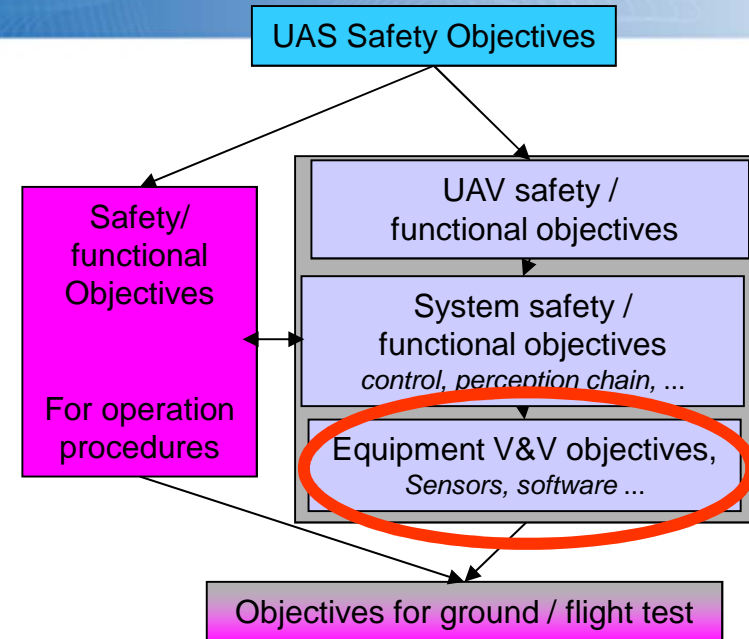 UAS Safety Objectives
Safety/
functional
Objectives
For operation
procedures
UAV safety /
functional objectives
System safety /
functional objectives
control, perception chain, ...
Equipment V&V objectives,
Sensors, software ...
Objectives for ground / flight test